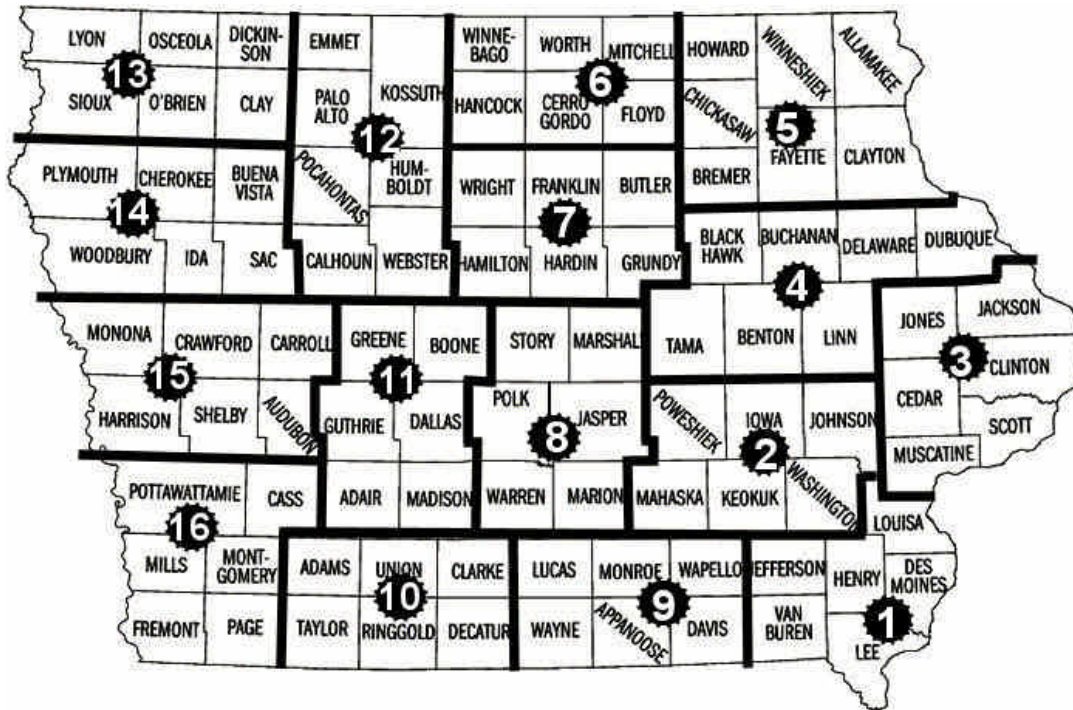 LYON
OSCEOLA
DICKIN-
SON
13
SIOUX
O'BRIEN
CLAY
EMMET
KOSSUTH
PALO
ALTO
12
POCAHONTAS
HUM-
BOLDT
CALHOUN
WEBSTER
WINNE-
BAGO
WORTH
MITCHELL
6
HANCOCK
CERRO
GORDO
FLOYD
HOWARD
WINNESHIEK
ALLAMAKEE
CHICKASAW
5
FAYETTE
CLAYTON
BREMER
PLYMOUTH
CHEROKEE
BUENA
VISTA
14
WOODBURY
IDA
SAC
WRIGHT
FRANKLIN
BUTLER
7
HAMILTON
HARDIN
GRUNDY
BLACK
HAWK
BUCHANAN
DELAWARE
DUBUQUE
4
TAMA
BENTON
LINN
JONES
JACKSON
3
CLINTON
CEDAR
SCOTT
MUSCATINE
MONONA
CRAWFORD
CARROLL
15
HARRISON
SHELBY
AUDUBON
GREENE
BOONE
11
GUTHRIE
DALLAS
ADAIR
MADISON
STORY
MARSHAL
POLK
JASPER
8
WARREN
MARION
POWESHIEK
IOWA
JOHNSON
2
MAHASKA
KEOKUK
WASHINGTON
POTTAWATTAMIE
CASS
16
MILLS
MONT-
GOMERY
FREMONT
PAGE
ADAMS
UNION
CLARKE
10
TAYLOR
RINGGOLD
DECATUR
LUCAS
MONROE
WAPELLO
9
WAYNE
APPANOOSE
DAVIS
JEFFERSON
HENRY
LOUISA
DES
MOINES
VAN
BUREN
1
LEE